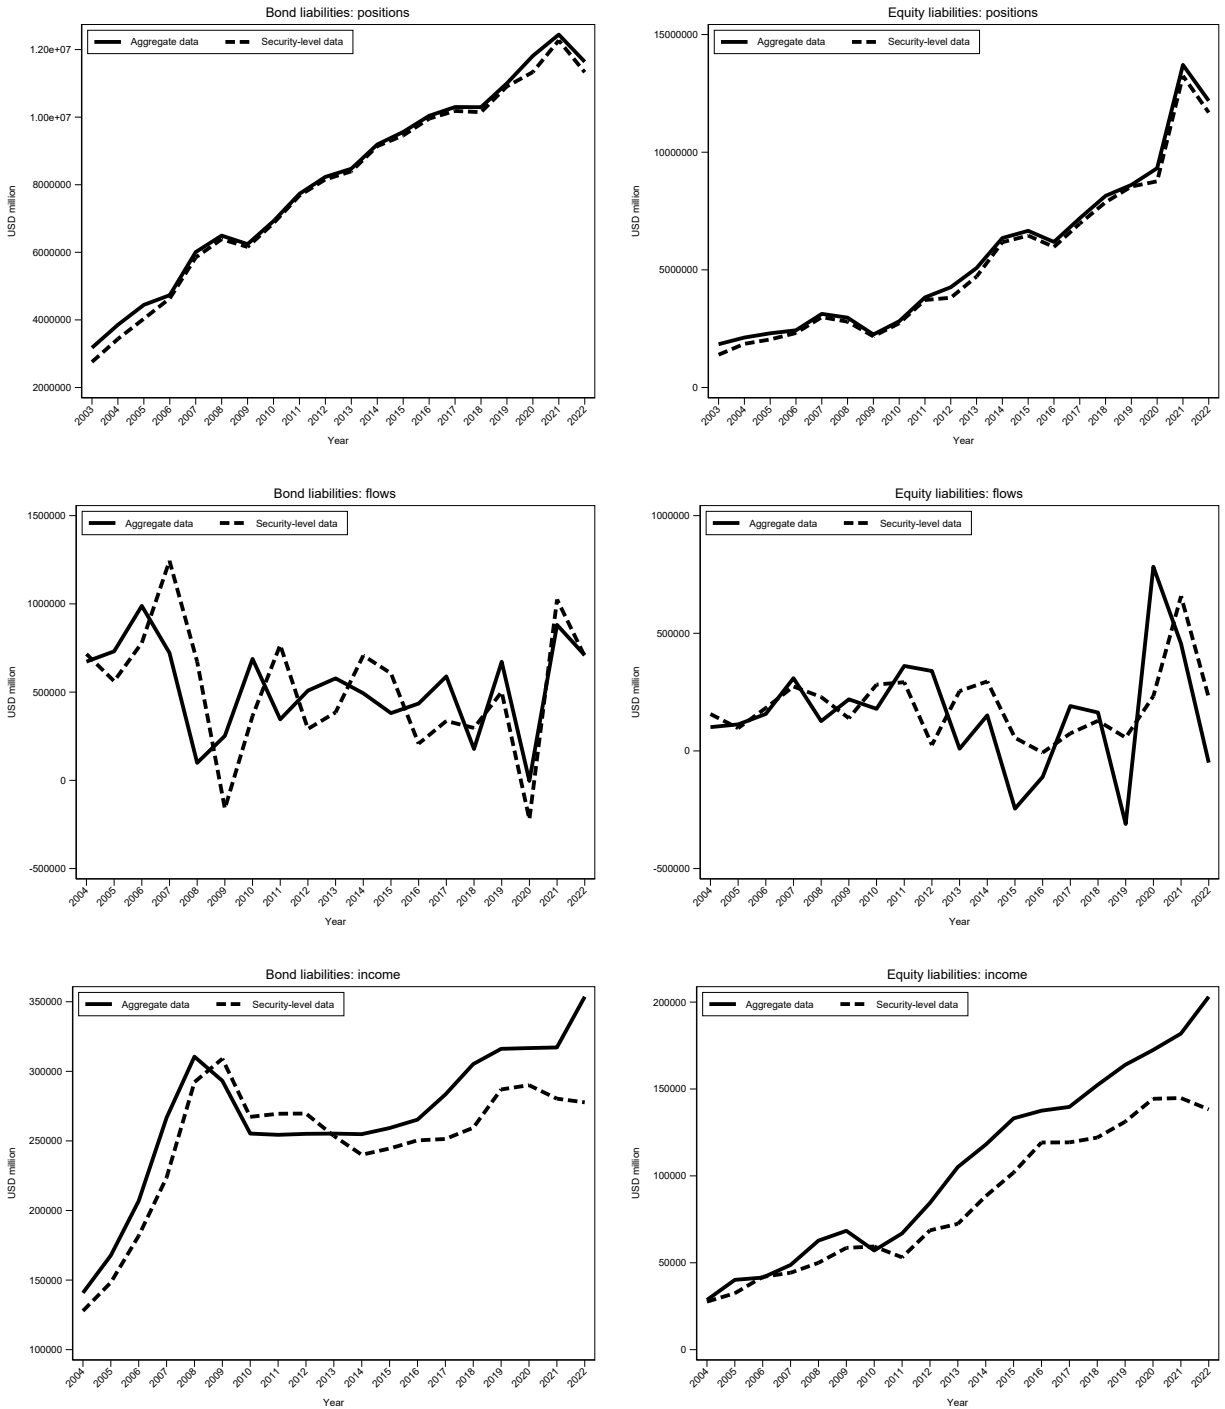 Bond liabilities: positions
Aggregate data Security-level data
USD million
1.20e+07
1.00e+07
8000000
6000000
4000000
2000000
2003 2004 2005 2006 2007 2008 2009 2010 2011 2012 2013 2014 2015 2016 2017 2018 2019 2020 2021 2022
Year
Equity liabilities: positions
Aggregate data Security-level data
USD million
15000000
10000000
5000000
0
2003 2004 2005 2006 2007 2008 2009 2010 2011 2012 2013 2014 2015 2016 2017 2018 2019 2020 2021 2022
Year
Bond liabilities: flows
Aggregate data Security-level data
USD million
1500000
1000000
500000
0
-500000
2004 2005 2006 2007 2008 2009 2010 2011 2012 2013 2014 2015 2016 2017 2018 2019 2020 2021 2022
Year
Equity liabilities: flows
Aggregate data Security-level data
USD million
1000000
500000
0
-500000
2004 2005 2006 2007 2008 2009 2010 2011 2012 2013 2014 2015 2016 2017 2018 2019 2020 2021 2022
Year
Bond liabilities: income
Aggregate data Security-level data
USD million
350000
300000
250000
200000
150000
100000
2004 2005 2006 2007 2008 2009 2010 2011 2012 2013 2014 2015 2016 2017 2018 2019 2020 2021 2022
Year
Equity liabilities: income
Aggregate data Security-level data
USD million
200000
150000
100000
50000
0
2004 2005 2006 2007 2008 2009 2010 2011 2012 2013 2014 2015 2016 2017 2018 2019 2020 2021 2022
Year